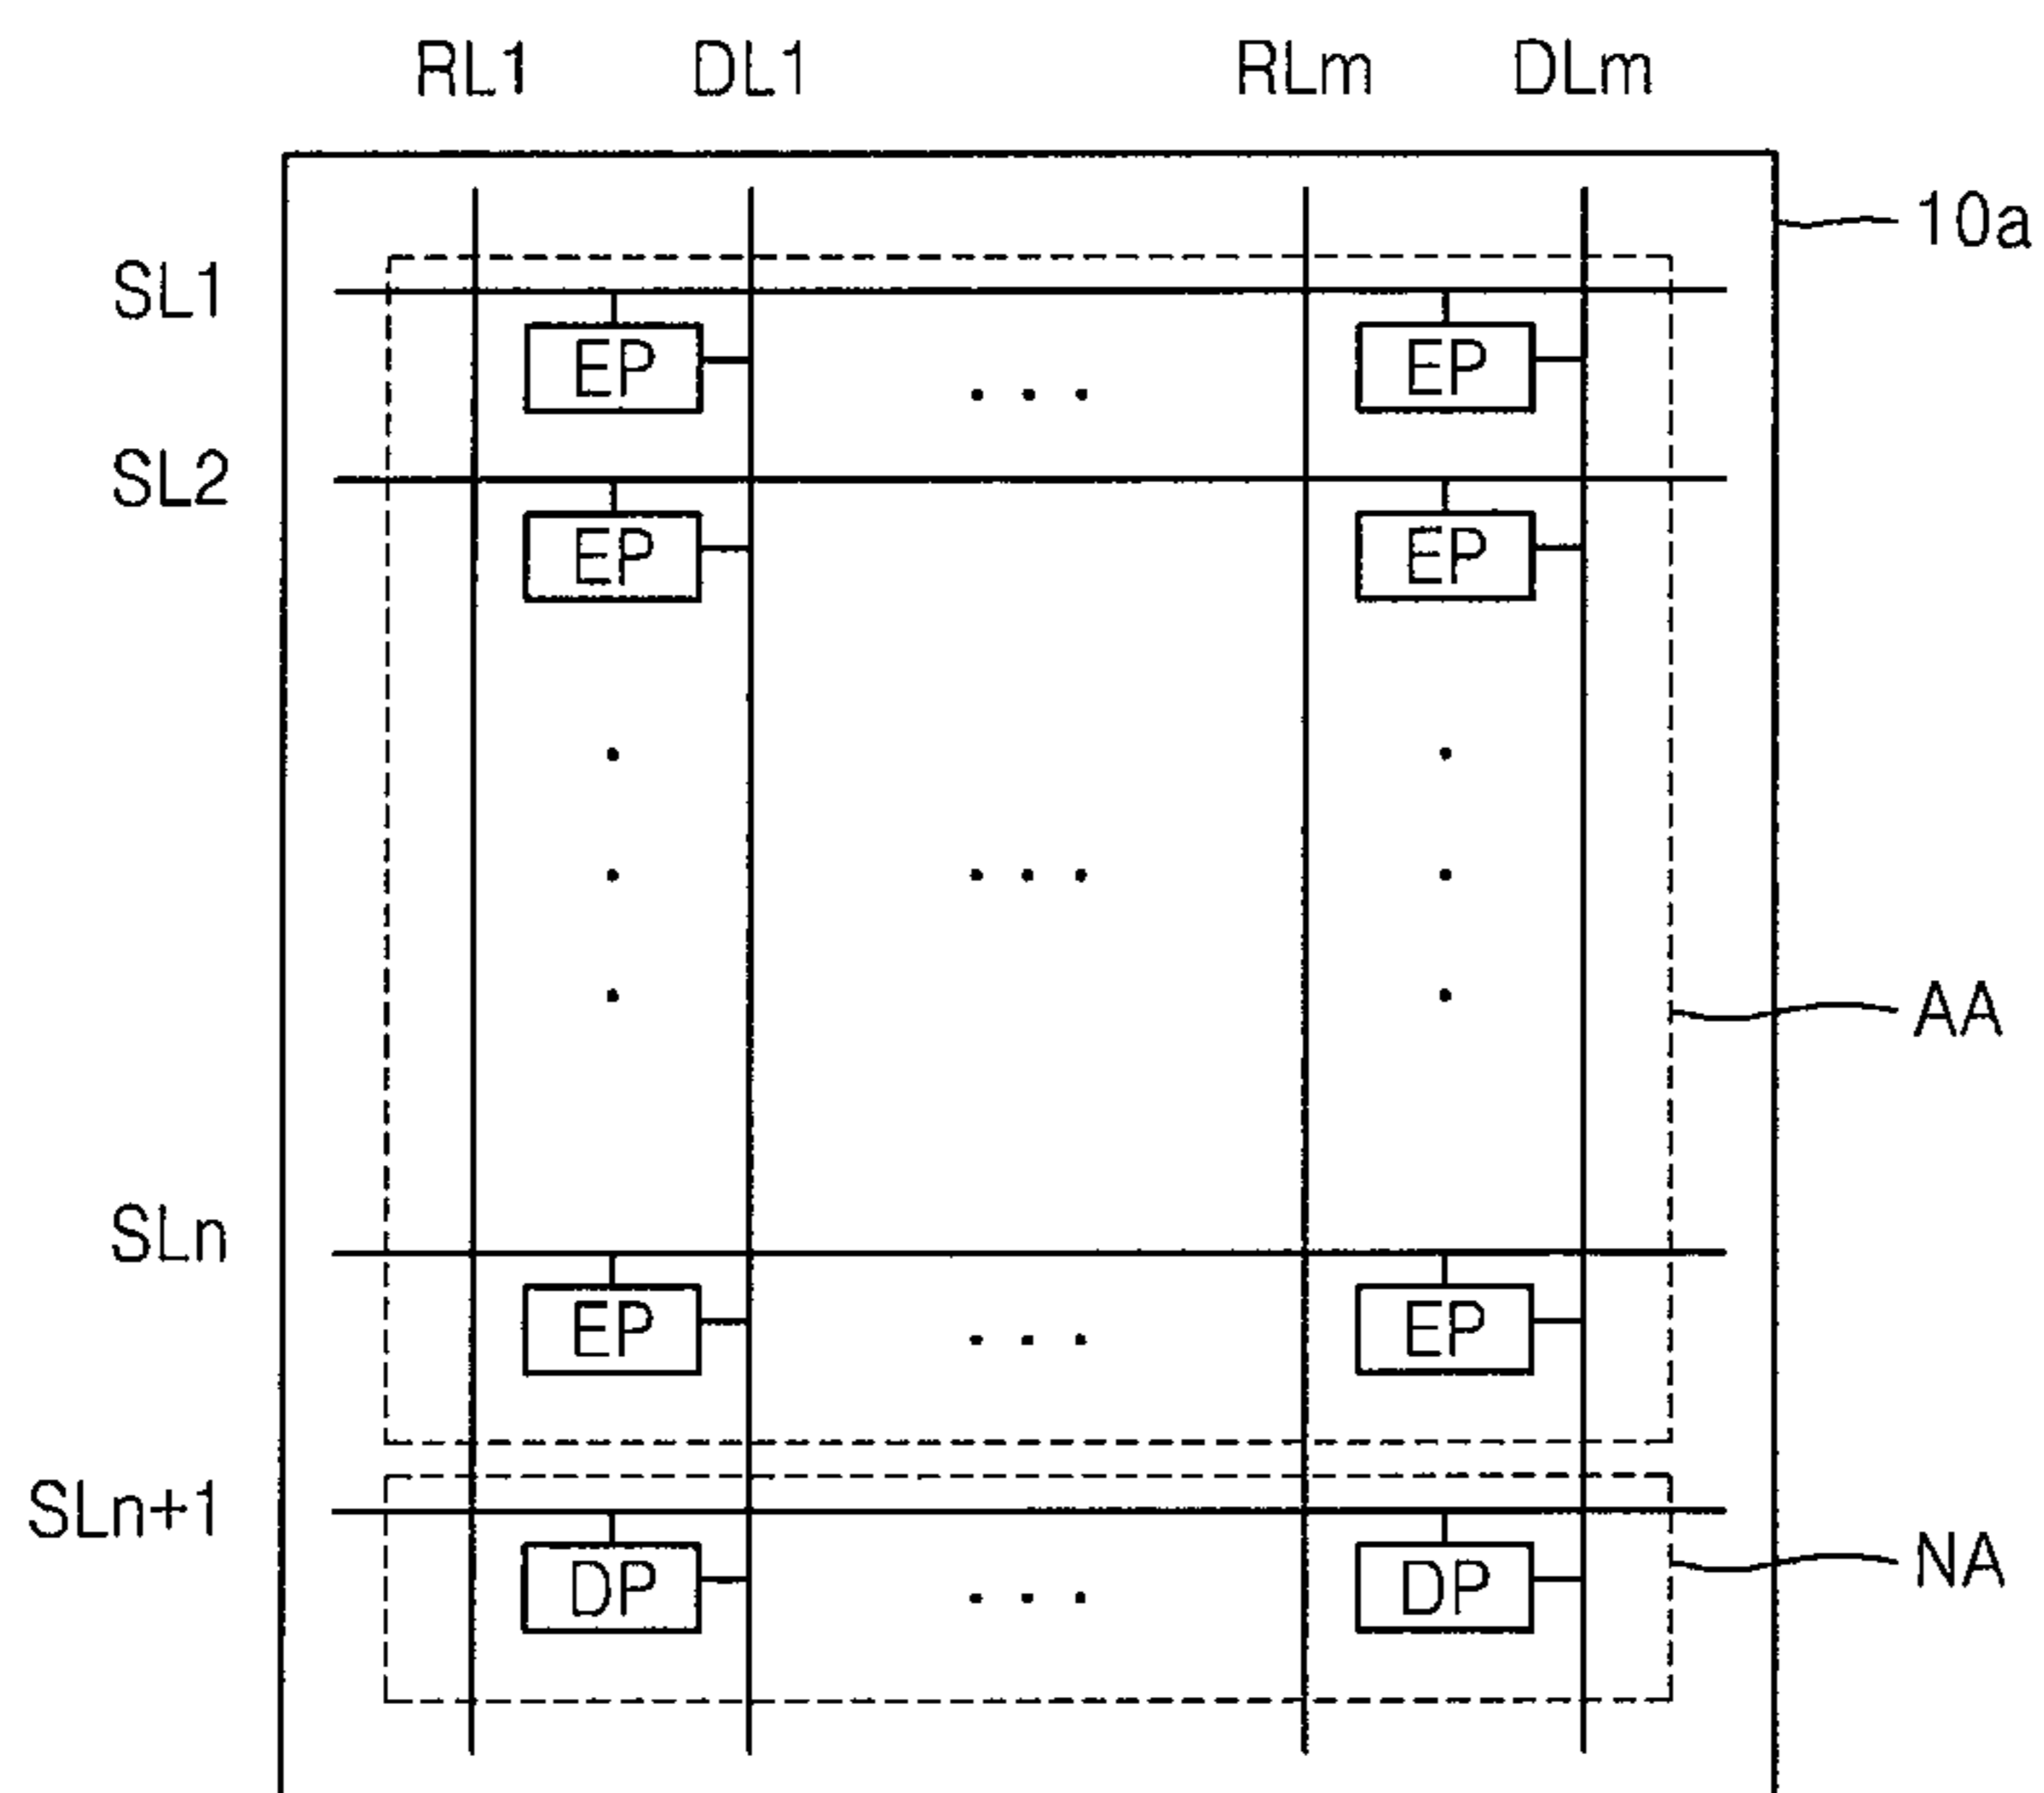 RL1 DL1 RLm DLm
10a
SL1
EP EP
SL2
EP EP
AA
SLn
EP EP
SLn+1
DP DP
NA